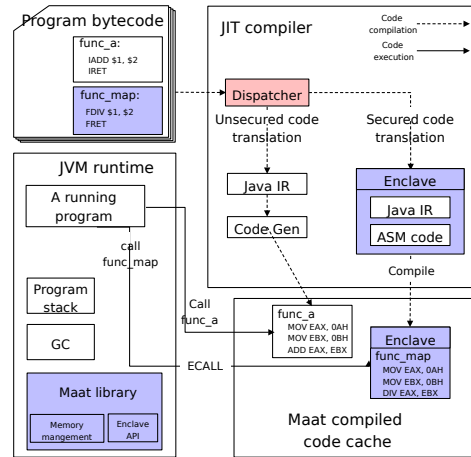 Program bytecode
func_a:
IADD $1, $2
IRET
func_map:
FDIV $1, $2
FRET
JIT compiler
Code
compilation
Code
execution
Dispatcher
Unsecured code
translation
Secured code
translation
Java IR
Code Gen
Enclave
Java IR
ASM code
Compile
JVM runtime
A running
program
call
func_map
Program
stack
GC
Call
func_a
ECALL
Maat library
Memory
mangement
Enclave
API
func_a
MOV EAX, 0AH
MOV EBX, 0BH
ADD EAX, EBX
Enclave
func_map
MOV EAX, 0AH
MOV EBX, 0BH
DIV EAX, EBX
Maat compiled
code cache